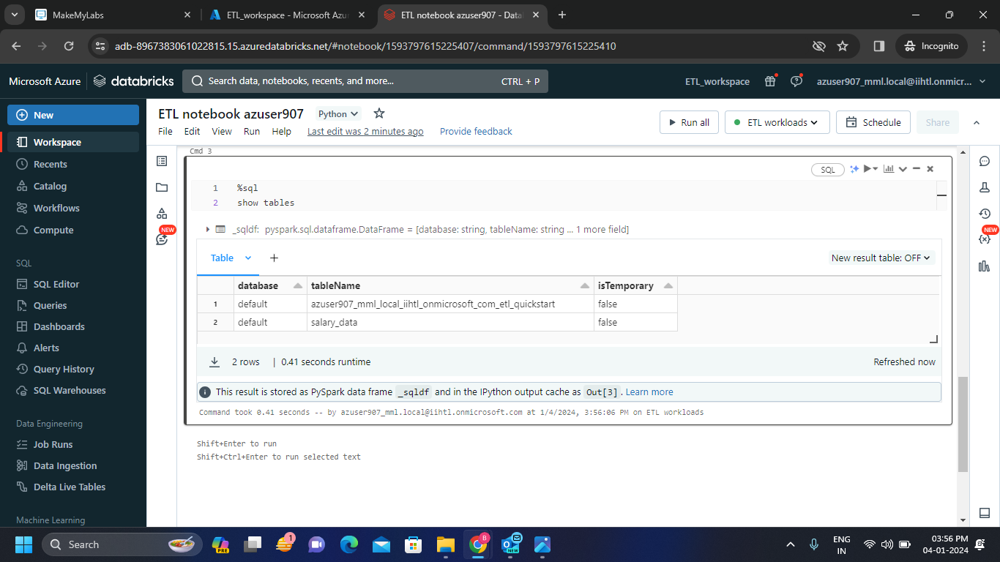 MakeMyLabs
ETL_workspace - Microsoft Azu
ETL notebook azuser907 - Data
adb-8967383061022815.15.azuredatabricks.net/#notebook/1593797615225407/command/1593797615225410
Incognito
Microsoft Azure
databricks
Search data, notebooks, recents, and more...
CTRL + P
ETL_workspace
azuser907_mml.local@iihtl.onmicr...
New
Workspace
Recents
Catalog
Workflows
Compute
SQL
SQL Editor
Queries
Dashboards
Alerts
Query History
SQL Warehouses
Data Engineering
Job Runs
Data Ingestion
Delta Live Tables
Machine Learning
ETL notebook azuser907
Python
File Edit View Run Help Last edit was 2 minutes ago Provide feedback
Run all
ETL workloads
Schedule
Share
NEW
Cmd 3
SQL
1 %sql
2 show tables
_sqldf: pyspark.sql.dataframe.DataFrame = [database: string, tableName: string ... 1 more field]
Table +
New result table: OFF
database tableName isTemporary
1 default azuser907_mml_local_iihtl_onmicrosoft_com_etl_quickstart false
2 default salary_data false
2 rows | 0.41 seconds runtime
Refreshed now
This result is stored as PySpark data frame _sqldf and in the IPython output cache as Out[3]. Learn more
Command took 0.41 seconds -- by azuser907_mml.local@iihtl.onmicrosoft.com at 1/4/2024, 3:56:06 PM on ETL workloads
Shift+Enter to run
Shift+Ctrl+Enter to run selected text
NEW
{x}
Search
PRE
1
8
NEW
ENG
IN
03:56 PM
04-01-2024